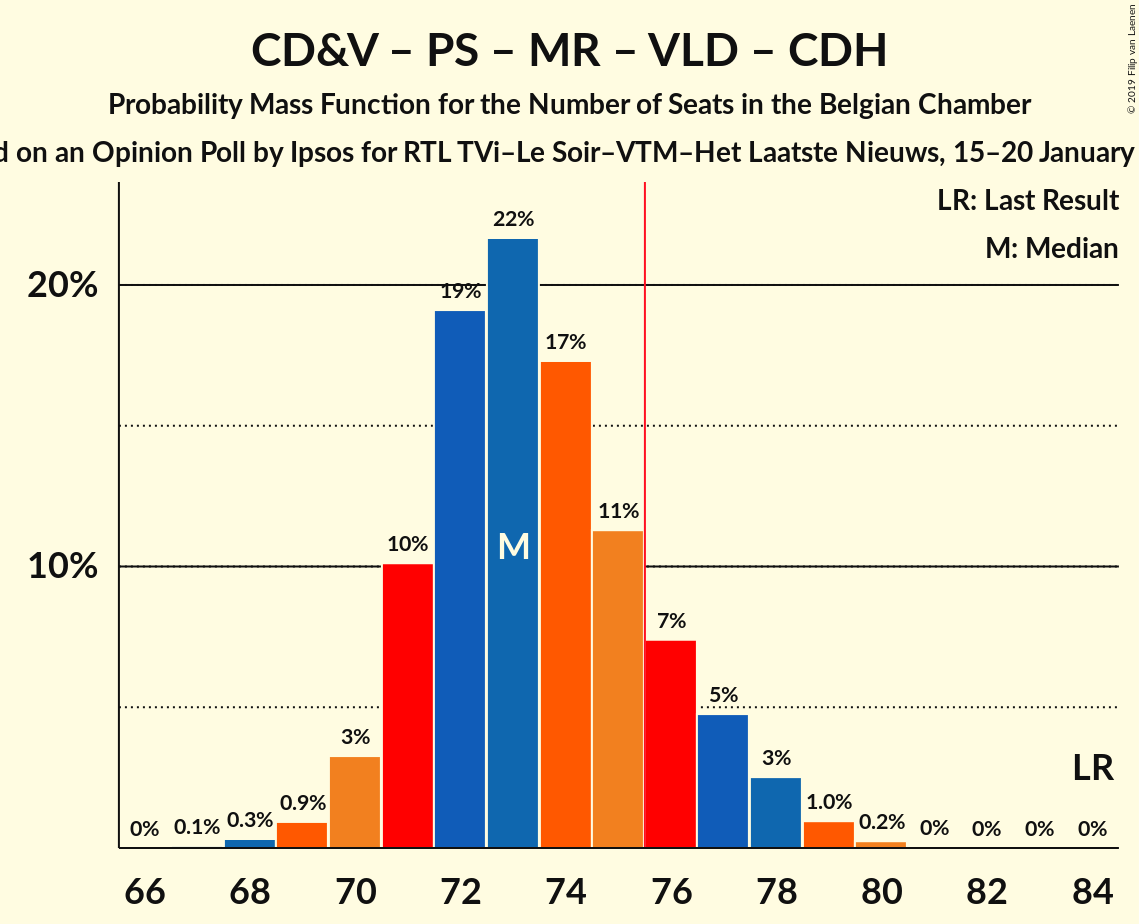 CD&V – PS – MR – VLD – CDH
Probability Mass Function for the Number of Seats in the Belgian Chamber
on an Opinion Poll by Ipsos for RTL TVi–Le Soir–VTM–Het Laatste Nieuws, 15–20 January
© 2019 Filip van Laenen
LR: Last Result
M: Median
20%
10%
0%
0.1%
0.3%
0.9%
3%
10%
19%
22%
17%
11%
7%
5%
3%
1.0%
0.2%
0%
0%
0%
0%
M
LR
66 68 70 72 74 76 78 80 82 84